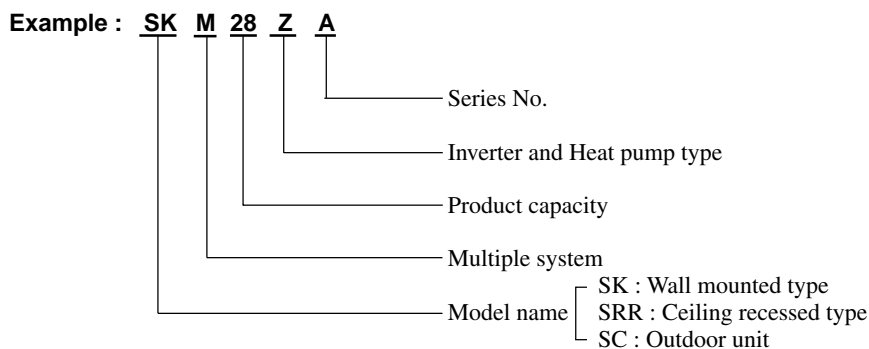 Example : SK M 28 Z A
Series No.
Inverter and Heat pump type
Product capacity
Multiple system
SK : Wall mounted type
Model name SRR : Ceiling recessed type
SC : Outdoor unit